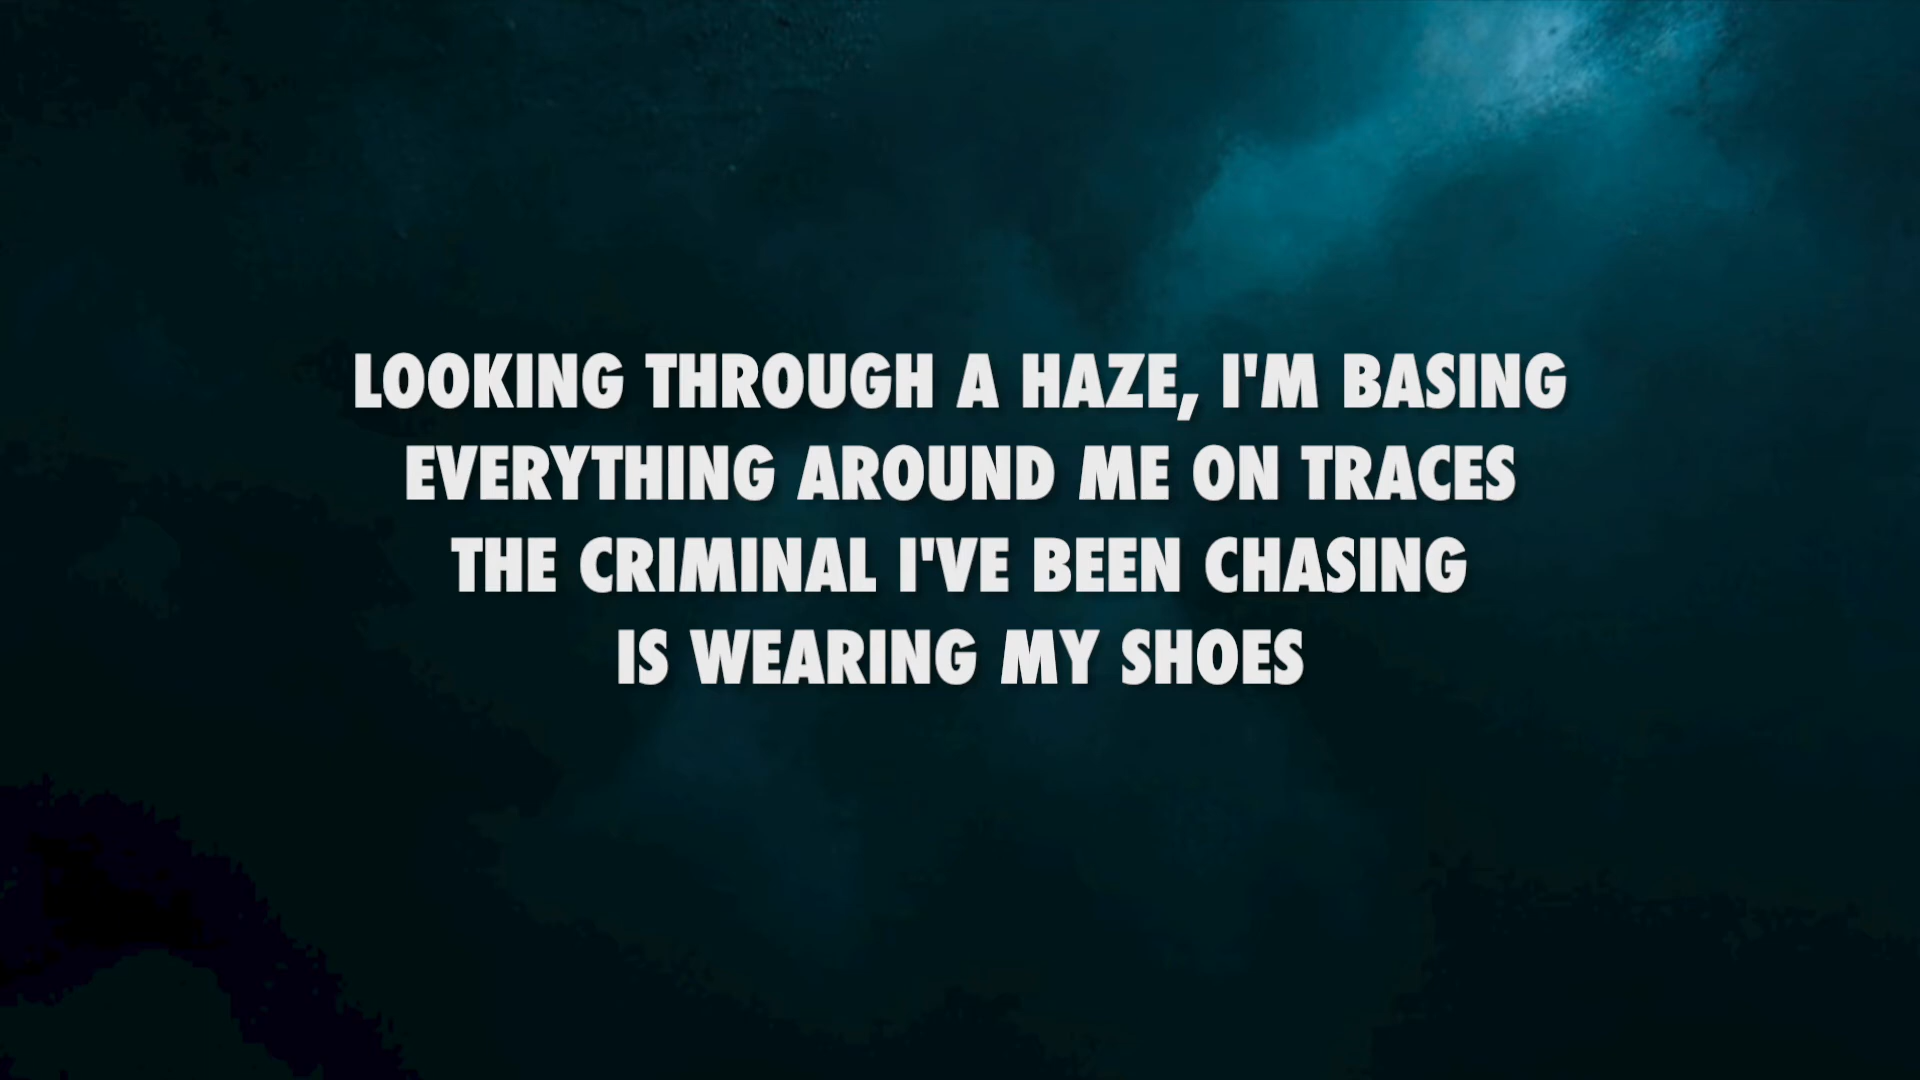 LOOKING THROUGH A HAZE, I'M BASING
EVERYTHING AROUND ME ON TRACES
THE CRIMINAL I'VE BEEN CHASING
IS WEARING MY SHOES